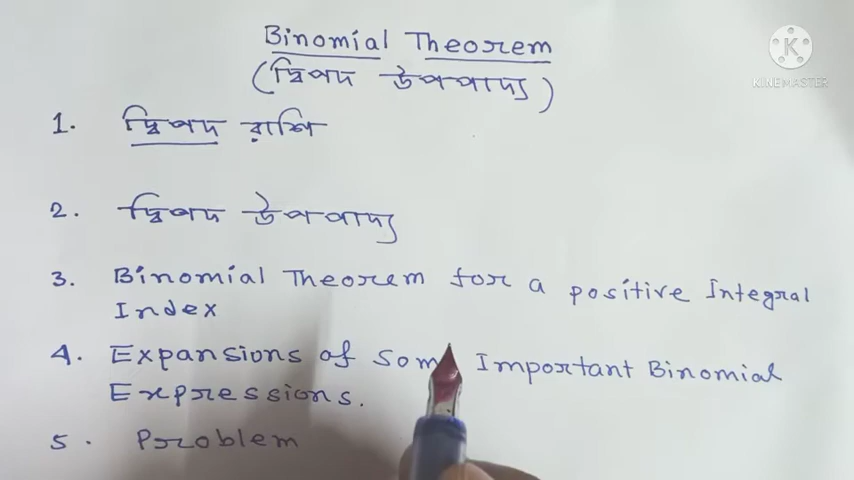 Binomial Theorem
(দ্বিপদ উপপাদ্য)
K
KINEMASTER
1. দ্বিপদ রাশি
2. দ্বিপদ উপপাদ্য
3. Binomial Theorem for a positive Integral
Index
4. Expansions of Som Important Binomial
Expressions.
5. Problem